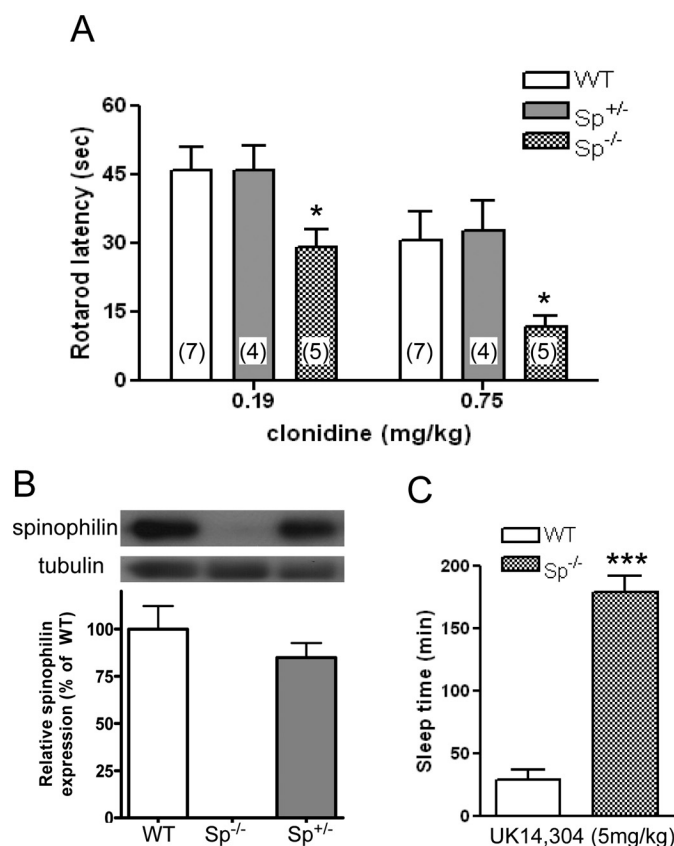 A
WT
Sp+/-
Sp-/-
Rotarod latency (sec)
60
45
30
15
0
*
*
(7) (4) (5) (7) (4) (5)
0.19 0.75
clonidine (mg/kg)
B
spinophilin
tubulin
Relative spinophilin
expression (% of WT)
100
75
50
25
0
WT Sp-/- Sp+/-
C
WT
Sp-/-
Sleep time (min)
200
150
100
50
0
***
UK14,304 (5mg/kg)